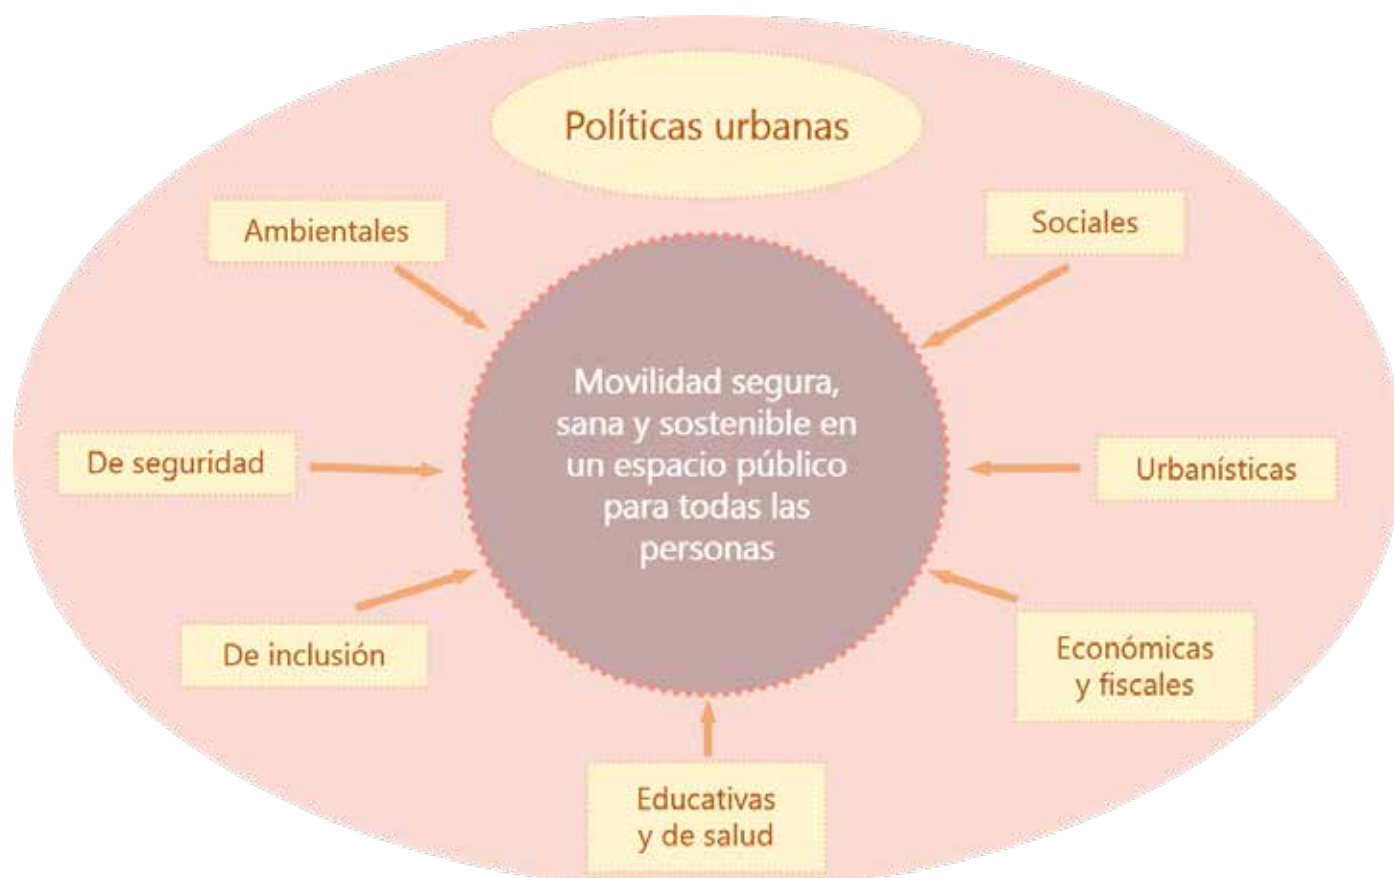 Políticas urbanas
Ambientales
Sociales
Movilidad segura,
sana y sostenible en
un espacio público
para todas las
personas
De seguridad
Urbanísticas
De inclusión
Económicas
y fiscales
Educativas
y de salud